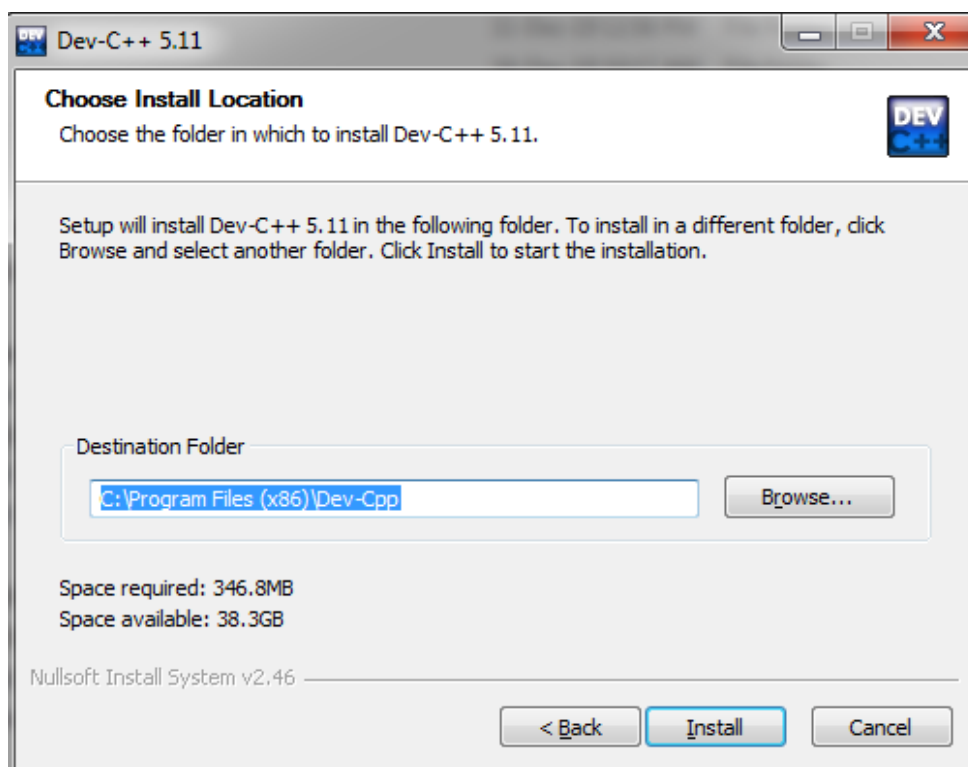 Dev-C++ 5.11
Choose Install Location
Choose the folder in which to install Dev-C++ 5.11.
DEV
C++
Setup will install Dev-C++ 5.11 in the following folder. To install in a different folder, click
Browse and select another folder. Click Install to start the installation.
Destination Folder
C:\Program Files (x86)\Dev-Cpp
Browse...
Space required: 346.8MB
Space available: 38.3GB
Nullsoft Install System v2.46
< Back
Install
Cancel